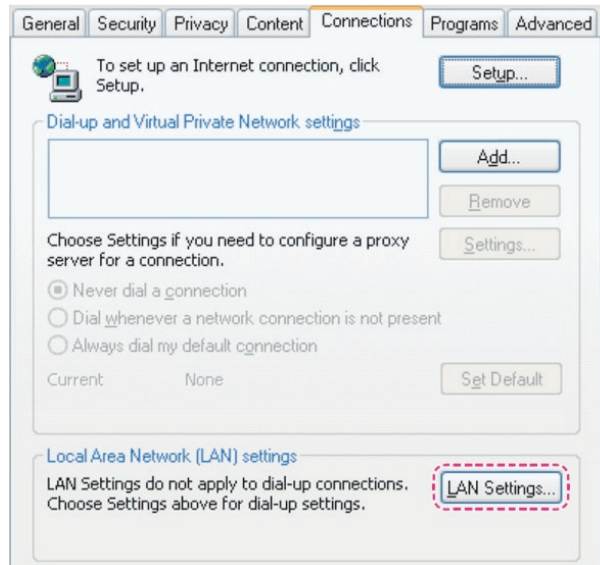 General Security Privacy Content Connections Programs Advanced
To set up an Internet connection, click
Setup.
Setup...
Dial-up and Virtual Private Network settings
Add...
Remove
Choose Settings if you need to configure a proxy
server for a connection.
Settings...
Never dial a connection
Dial whenever a network connection is not present
Always dial my default connection
Current None
Set Default
Local Area Network (LAN) settings
LAN Settings do not apply to dial-up connections.
Choose Settings above for dial-up settings.
LAN Settings...